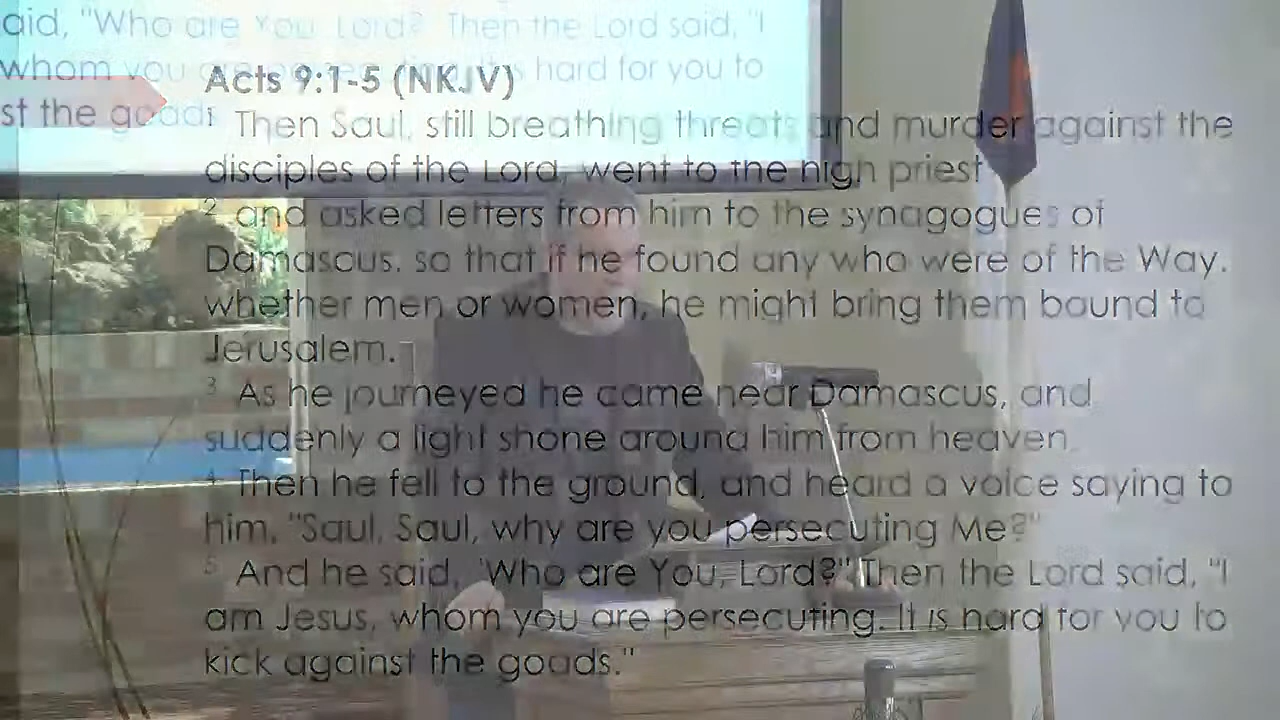 aid, "Who are You, Lord?" Then the Lord said, "I
whom you are persecuting. It is hard for you to
st the goads
Acts 9:1-5 (NKJV)
1 Then Saul, still breathing threats and murder against the
disciples of the Lord, went to the high priest
2 and asked letters from him to the synagogues of
Damascus, so that if he found any who were of the Way,
whether men or women, he might bring them bound to
Jerusalem.
3 As he journeyed he came near Damascus, and
suddenly a light shone around him from heaven.
4 Then he fell to the ground, and heard a voice saying to
him, "Saul, Saul, why are you persecuting Me?"
5 And he said, "Who are You, Lord?" Then the Lord said, "I
am Jesus, whom you are persecuting. It is hard for you to
kick against the goads."